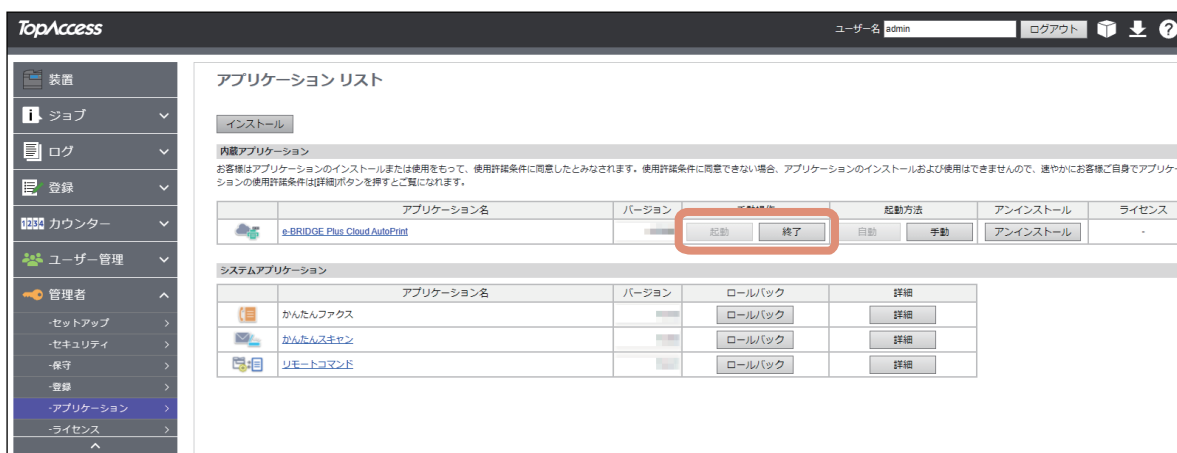 TopAccess
ユーザー名 admin ログアウト ?
装置
ジョブ
ログ
登録
1234 カウンター
ユーザー管理
管理者
-セットアップ
-セキュリティ
-保守
-登録
-アプリケーション
-ライセンス
アプリケーション リスト
インストール
内蔵アプリケーション
お客様はアプリケーションのインストールまたは使用をもって、使用許諾条件に同意したとみなされます。使用許諾条件に同意できない場合、アプリケーションのインストールおよび使用はできませんので、速やかにお客様ご自身でアプリケー
ションの使用許諾条件は[詳細]ボタンを押すとご覧になれます。
アプリケーション名 バージョン 手動操作 起動方法 アンインストール ライセンス
e-BRIDGE Plus Cloud AutoPrint 起動 終了 自動 手動 アンインストール -
システムアプリケーション
アプリケーション名 バージョン ロールバック 詳細
かんたんファクス ロールバック 詳細
かんたんスキャン ロールバック 詳細
リモートコマンド ロールバック 詳細